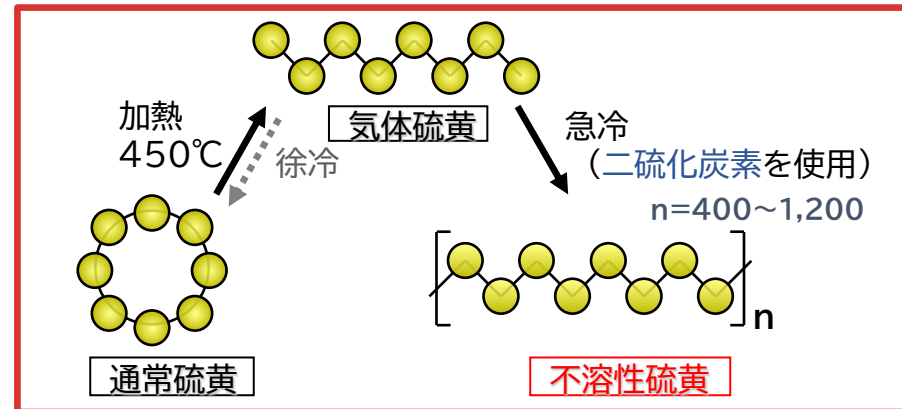 加熱
450℃
気体硫黄
徐冷
急冷
（二硫化炭素を使用）
n=400～1,200
n
通常硫黄
不溶性硫黄